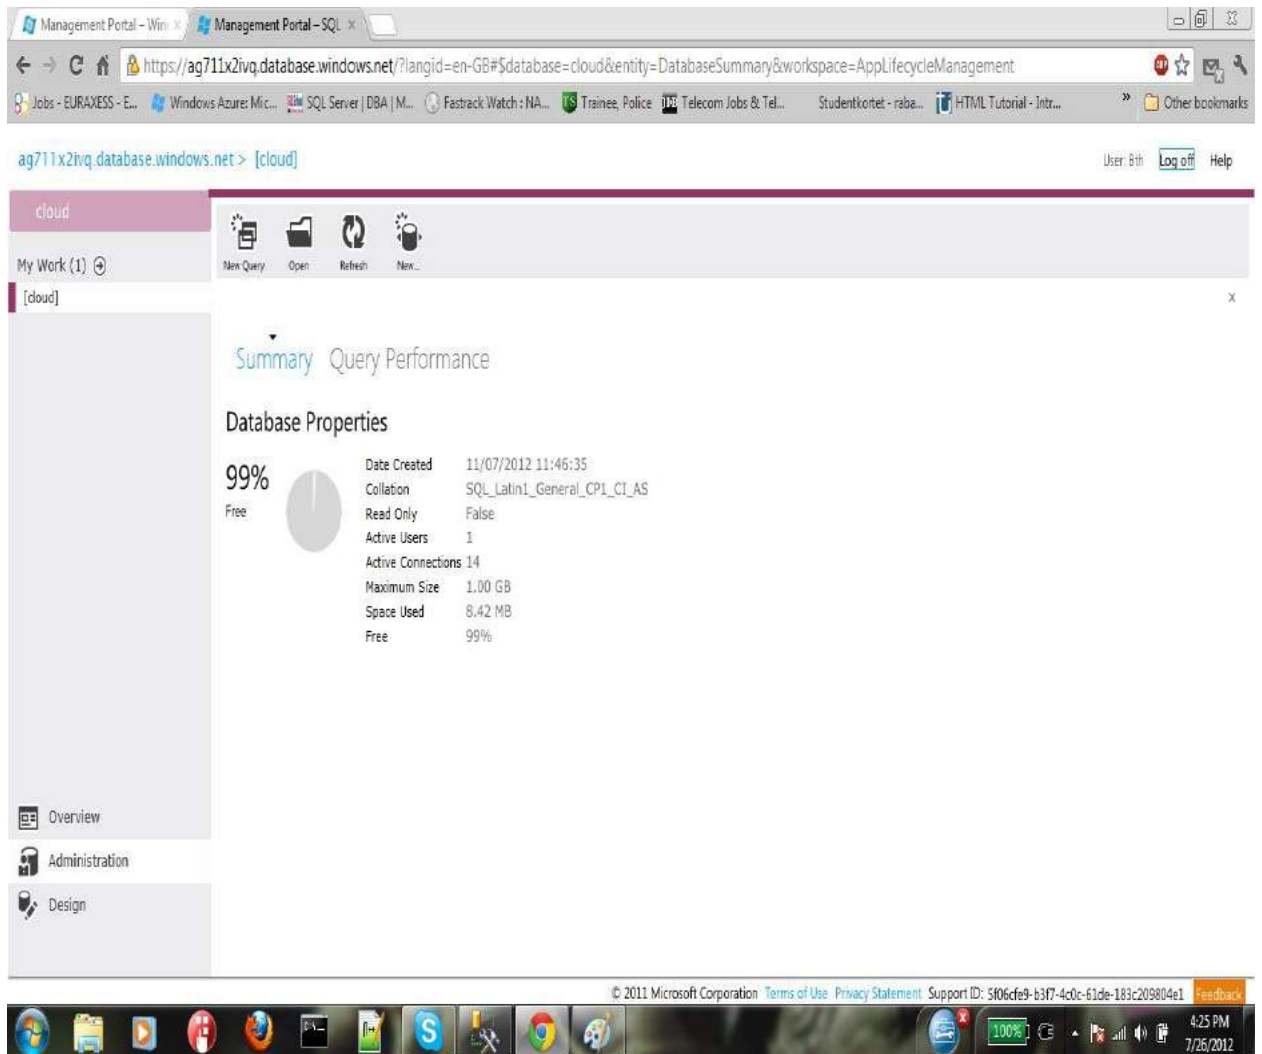 Management Portal – Win
Management Portal – SQL
https://ag711x2ivq.database.windows.net/?langid=en-GB#$database=cloud&entity=DatabaseSummary&workspace=AppLifecycleManagement
Jobs - EURAXESS - E...
Windows Azure: Mic...
SQL Server | DBA | M...
Fastrack Watch : NA...
Trainee, Police
Telecom Jobs & Tel...
Studentkortet - raba...
HTML Tutorial - Intr...
»
Other bookmarks
ag711x2ivq.database.windows.net > [cloud]
User: Bth
Log off
Help
cloud
New Query
Open
Refresh
New...
My Work (1)
[cloud]
x
Summary
Query Performance
Database Properties
99%
Free
Date Created 11/07/2012 11:46:35
Collation SQL_Latin1_General_CP1_CI_AS
Read Only False
Active Users 1
Active Connections 14
Maximum Size 1.00 GB
Space Used 8.42 MB
Free 99%
Overview
Administration
Design
© 2011 Microsoft Corporation Terms of Use Privacy Statement Support ID: 5f06cfe9-b3f7-4c0c-61de-183c209804e1 Feedback
100%
4:25 PM
7/26/2012